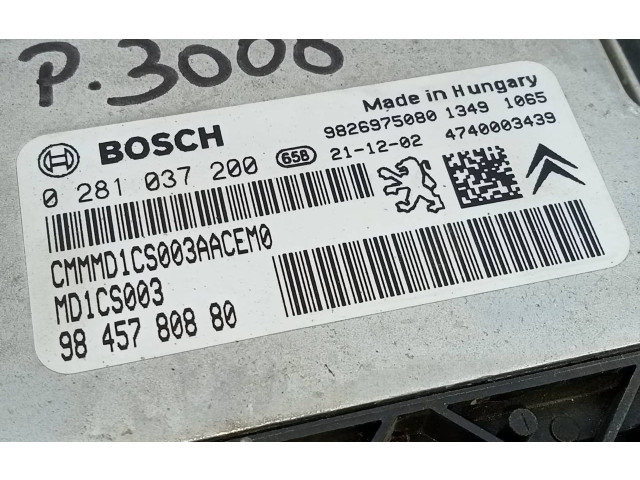 P.3008
BOSCH
Made in Hungary
9826975080 1349 1065
0 281 037 200 658 21-12-02 4740003439
CMMMD1CS003AACEM0
MD1CS003
98 457 808 80